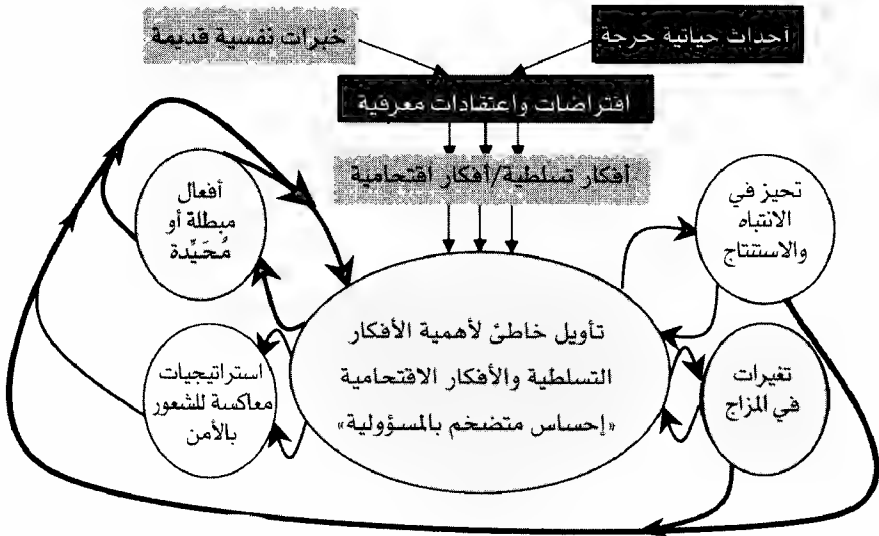 خبرات نفسية قديمة
أحداث حياتية حرجة
افتراضات واعتقادات معرفية
أفكار تسلطية/أفكار اقتحامية
أفعال
مبطلة أو
مُحَيِّدة
تحيز في
الانتباه
والاستنتاج
تأويل خاطئ لأهمية الأفكار
التسلطية والأفكار الاقتحامية
«إحساس متضخم بالمسؤولية»
استراتيجيات
معاكسة للشعور
بالأمن
تغيرات
في المزاج